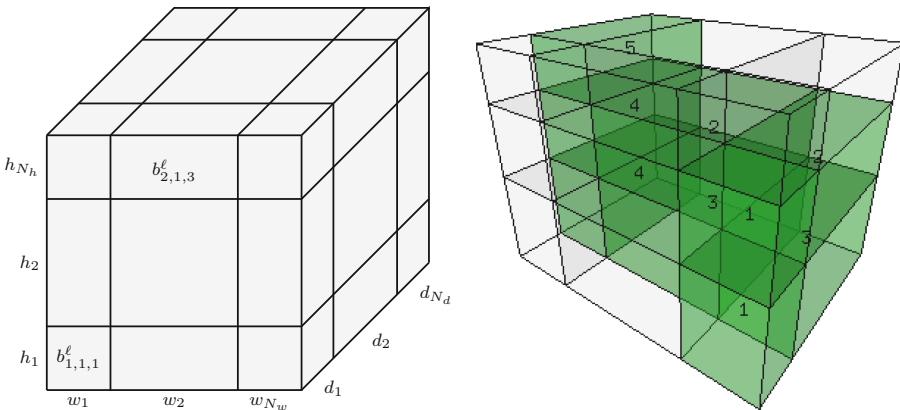 h_{N_h}
b^ℓ_{2,1,3}
h_2
h_1
b^ℓ_{1,1,1}
w_1
w_2
w_{N_w}
d_1
d_2
d_{N_d}
5
4
2
2
4
3
1
3
1